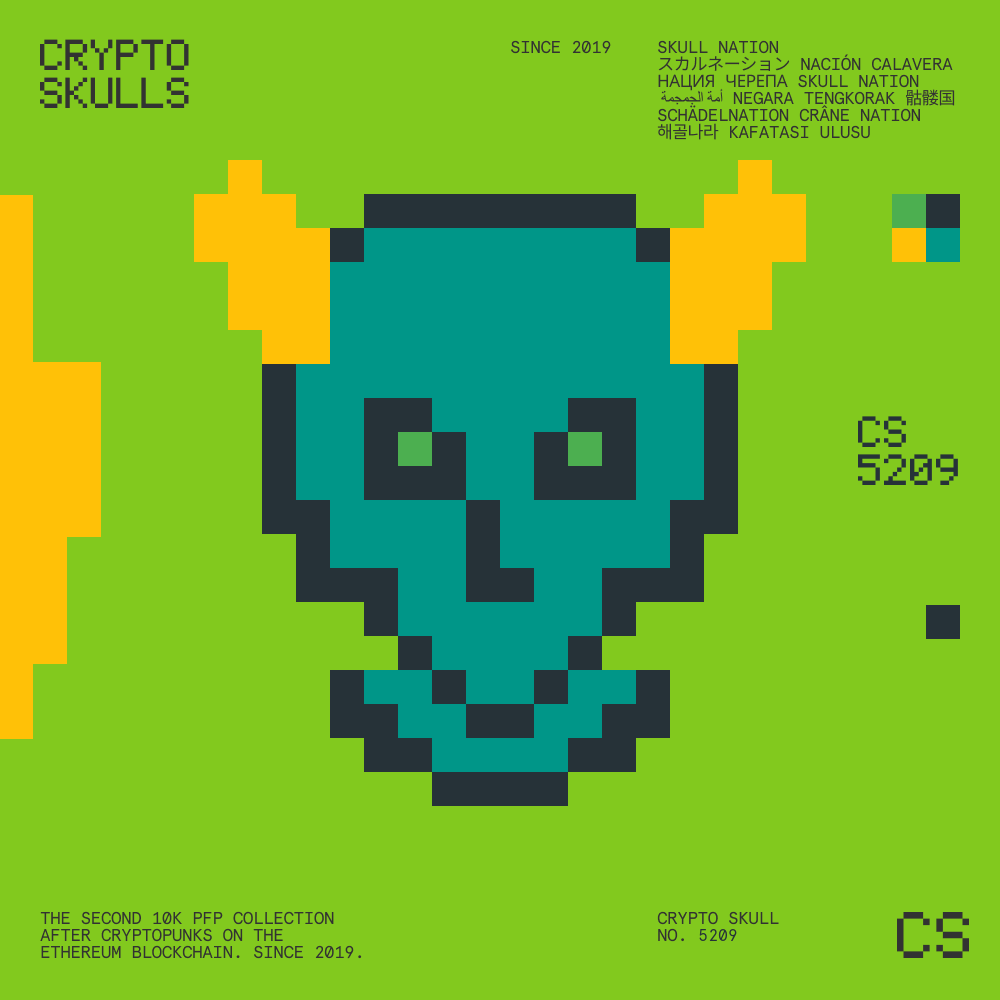 CRYPTO
SKULLS
SINCE 2019
SKULL NATION
スカルネーション NACIÓN CALAVERA
НАЦИЯ ЧЕРЕПА SKULL NATION
أمة الجمجمة NEGARA TENGKORAK 骷髅国
SCHÄDELNATION CRÂNE NATION
해골나라 KAFATASI ULUSU
CS
5209
THE SECOND 10K PFP COLLECTION
AFTER CRYPTOPUNKS ON THE
ETHEREUM BLOCKCHAIN. SINCE 2019.
CRYPTO SKULL
NO. 5209
CS